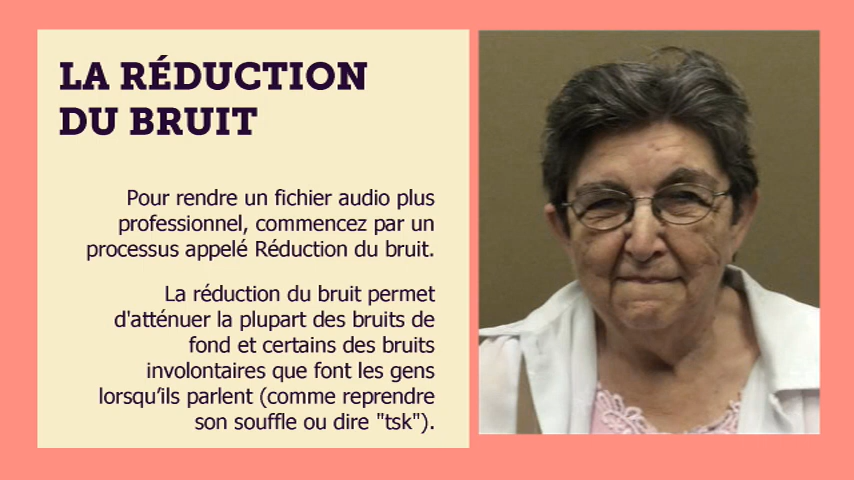 LA RÉDUCTION
DU BRUIT
Pour rendre un fichier audio plus
professionnel, commencez par un
processus appelé Réduction du bruit.
La réduction du bruit permet
d'atténuer la plupart des bruits de
fond et certains des bruits
involontaires que font les gens
lorsqu’ils parlent (comme reprendre
son souffle ou dire "tsk").